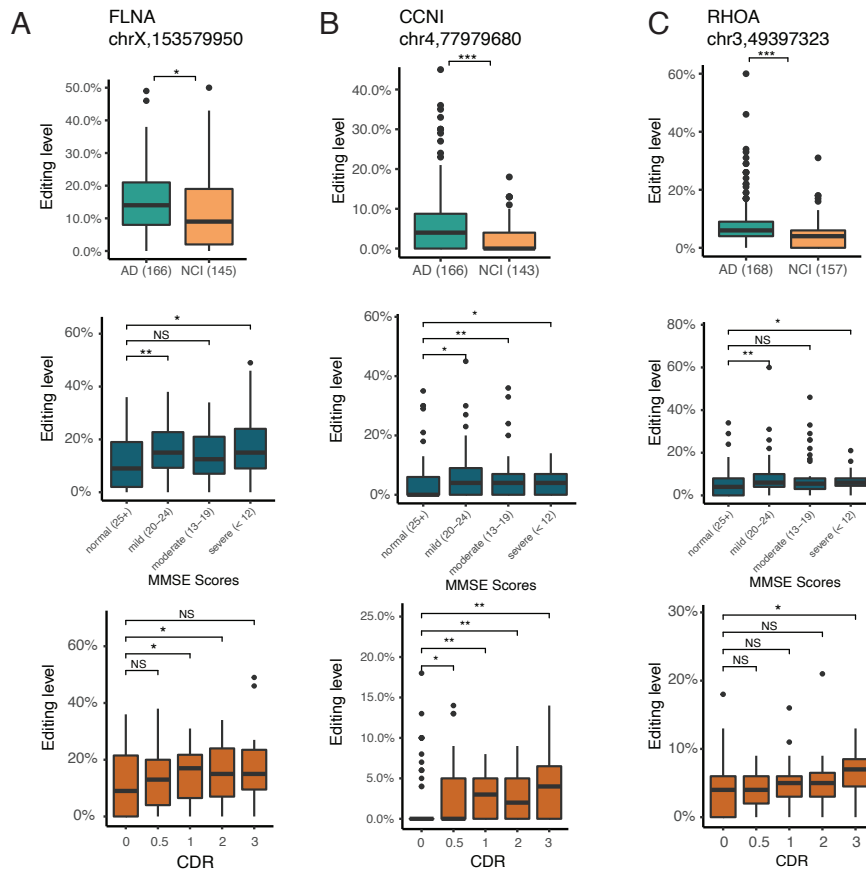 A
FLNA
chrX,153579950
*
50.0%
40.0%
30.0%
20.0%
10.0%
0.0%
Editing level
AD (166) NCI (145)
60%
40%
20%
0%
Editing level
*
NS
**
normal (25+)
mild (20−24)
moderate (13−19)
severe (< 12)
MMSE Scores
60%
40%
20%
0%
Editing level
NS
*
*
NS
0 0.5 1 2 3
CDR
B
CCNI
chr4,77979680
***
40.0%
30.0%
20.0%
10.0%
0.0%
Editing level
AD (166) NCI (143)
60%
40%
20%
0%
Editing level
*
**
*
normal (25+)
mild (20−24)
moderate (13−19)
severe (< 12)
MMSE Scores
25.0%
20.0%
15.0%
10.0%
5.0%
0.0%
Editing level
**
**
**
*
0 0.5 1 2 3
CDR
C
RHOA
chr3,49397323
***
60%
40%
20%
0%
Editing level
AD (168) NCI (157)
80%
60%
40%
20%
0%
Editing level
*
NS
**
normal (25+)
mild (20−24)
moderate (13−19)
severe (< 12)
MMSE Scores
30%
20%
10%
0%
Editing level
*
NS
NS
NS
0 0.5 1 2 3
CDR